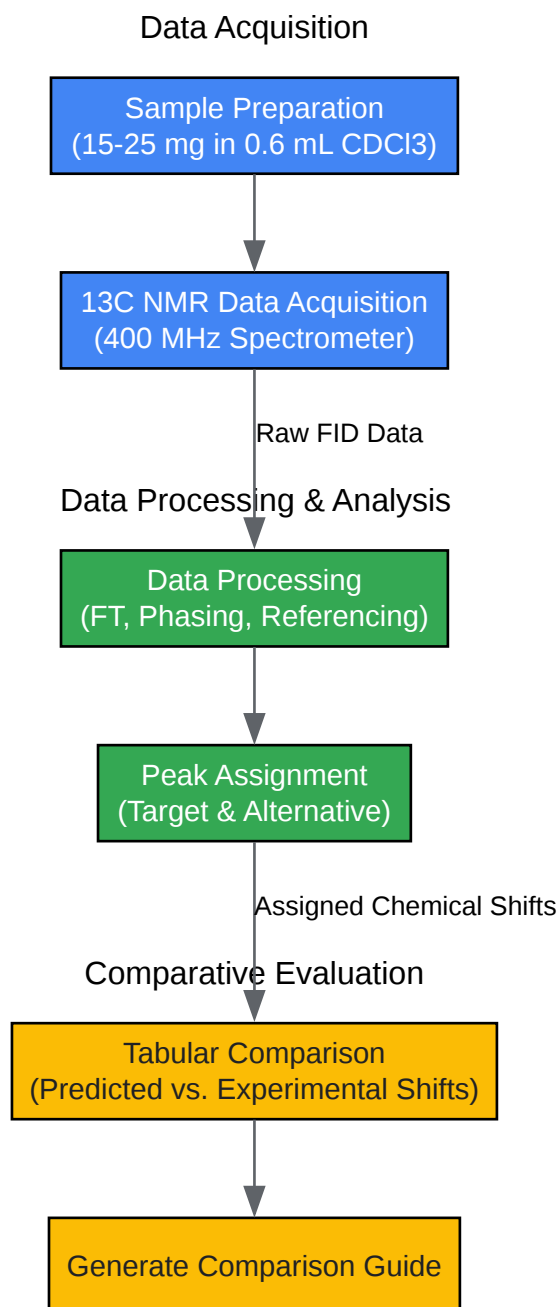 Data Acquisition
Sample Preparation
(15-25 mg in 0.6 mL CDCl3)
13C NMR Data Acquisition
(400 MHz Spectrometer)
Raw FID Data
Data Processing & Analysis
Data Processing
(FT, Phasing, Referencing)
Peak Assignment
(Target & Alternative)
Assigned Chemical Shifts
Comparative Evaluation
Tabular Comparison
(Predicted vs. Experimental Shifts)
Generate Comparison Guide